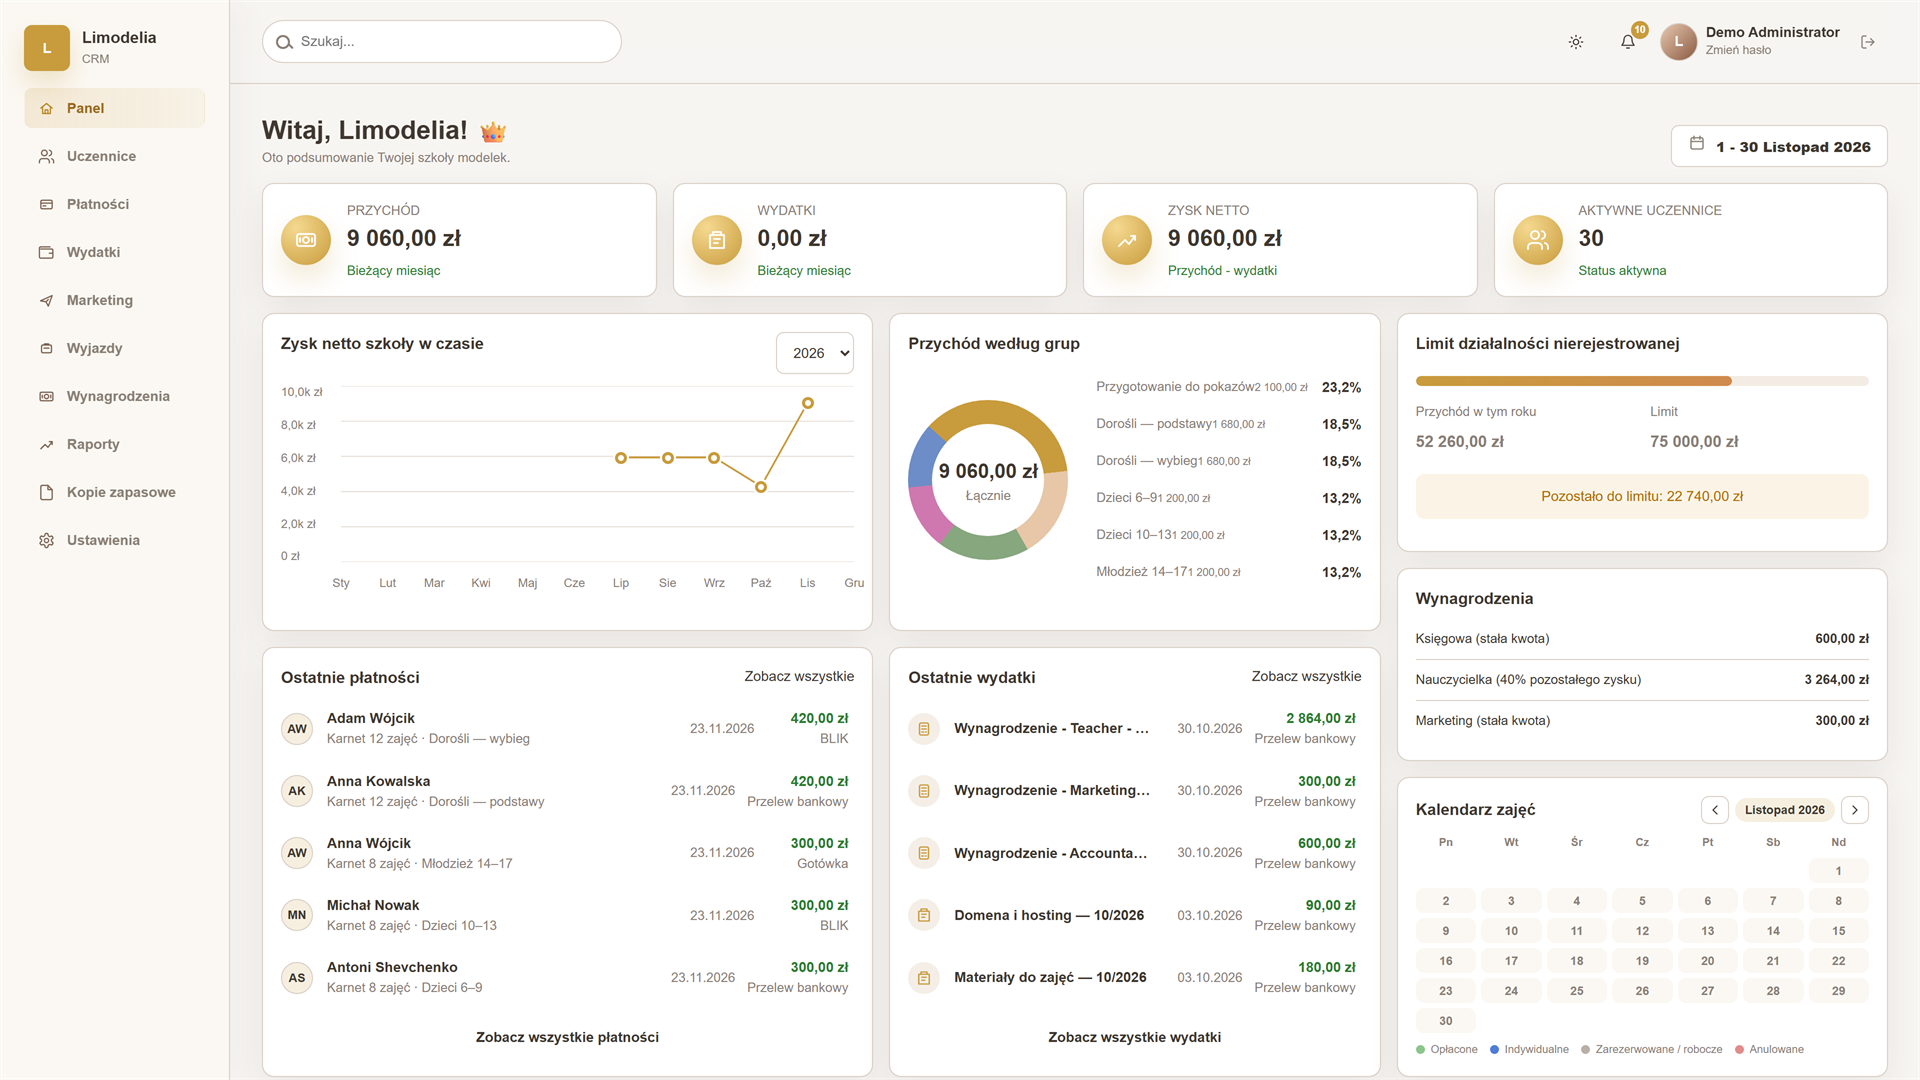 L
Limodelia
CRM
Panel
Uczennice
Płatności
Wydatki
Marketing
Wyjazdy
Wynagrodzenia
Raporty
Kopie zapasowe
Ustawienia
Szukaj...
10
L
Demo Administrator
Zmień hasło
Witaj, Limodelia!
Oto podsumowanie Twojej szkoły modelek.
1 - 30 Listopad 2026
PRZYCHÓD
9 060,00 zł
Bieżący miesiąc
WYDATKI
0,00 zł
Bieżący miesiąc
ZYSK NETTO
9 060,00 zł
Przychód - wydatki
AKTYWNE UCZENNICE
30
Status aktywna
Zysk netto szkoły w czasie
2026
10,0k zł
8,0k zł
6,0k zł
4,0k zł
2,0k zł
0 zł
Sty Lut Mar Kwi Maj Cze Lip Sie Wrz Paź Lis Gru
Przychód według grup
9 060,00 zł
Łącznie
Przygotowanie do pokazów2 100,00 zł 23,2%
Dorośli — podstawy1 680,00 zł 18,5%
Dorośli — wybieg1 680,00 zł 18,5%
Dzieci 6–91 200,00 zł 13,2%
Dzieci 10–131 200,00 zł 13,2%
Młodzież 14–171 200,00 zł 13,2%
Limit działalności nierejestrowanej
Przychód w tym roku Limit
52 260,00 zł 75 000,00 zł
Pozostało do limitu: 22 740,00 zł
Wynagrodzenia
Księgowa (stała kwota) 600,00 zł
Nauczycielka (40% pozostałego zysku) 3 264,00 zł
Marketing (stała kwota) 300,00 zł
Ostatnie płatności Zobacz wszystkie
AW Adam Wójcik 23.11.2026 420,00 zł
Karnet 12 zajęć · Dorośli — wybieg BLIK
AK Anna Kowalska 23.11.2026 420,00 zł
Karnet 12 zajęć · Dorośli — podstawy Przelew bankowy
AW Anna Wójcik 23.11.2026 300,00 zł
Karnet 8 zajęć · Młodzież 14–17 Gotówka
MN Michał Nowak 23.11.2026 300,00 zł
Karnet 8 zajęć · Dzieci 10–13 BLIK
AS Antoni Shevchenko 23.11.2026 300,00 zł
Karnet 8 zajęć · Dzieci 6–9 Przelew bankowy
Zobacz wszystkie płatności
Ostatnie wydatki Zobacz wszystkie
Wynagrodzenie - Teacher - ... 30.10.2026 2 864,00 zł
Przelew bankowy
Wynagrodzenie - Marketing... 30.10.2026 300,00 zł
Przelew bankowy
Wynagrodzenie - Accounta... 30.10.2026 600,00 zł
Przelew bankowy
Domena i hosting — 10/2026 03.10.2026 90,00 zł
Przelew bankowy
Materiały do zajęć — 10/2026 03.10.2026 180,00 zł
Przelew bankowy
Zobacz wszystkie wydatki
Kalendarz zajęć Listopad 2026
Pn Wt Śr Cz Pt Sb Nd
1
2 3 4 5 6 7 8
9 10 11 12 13 14 15
16 17 18 19 20 21 22
23 24 25 26 27 28 29
30
Opłacone Indywidualne Zarezerwowane / robocze Anulowane